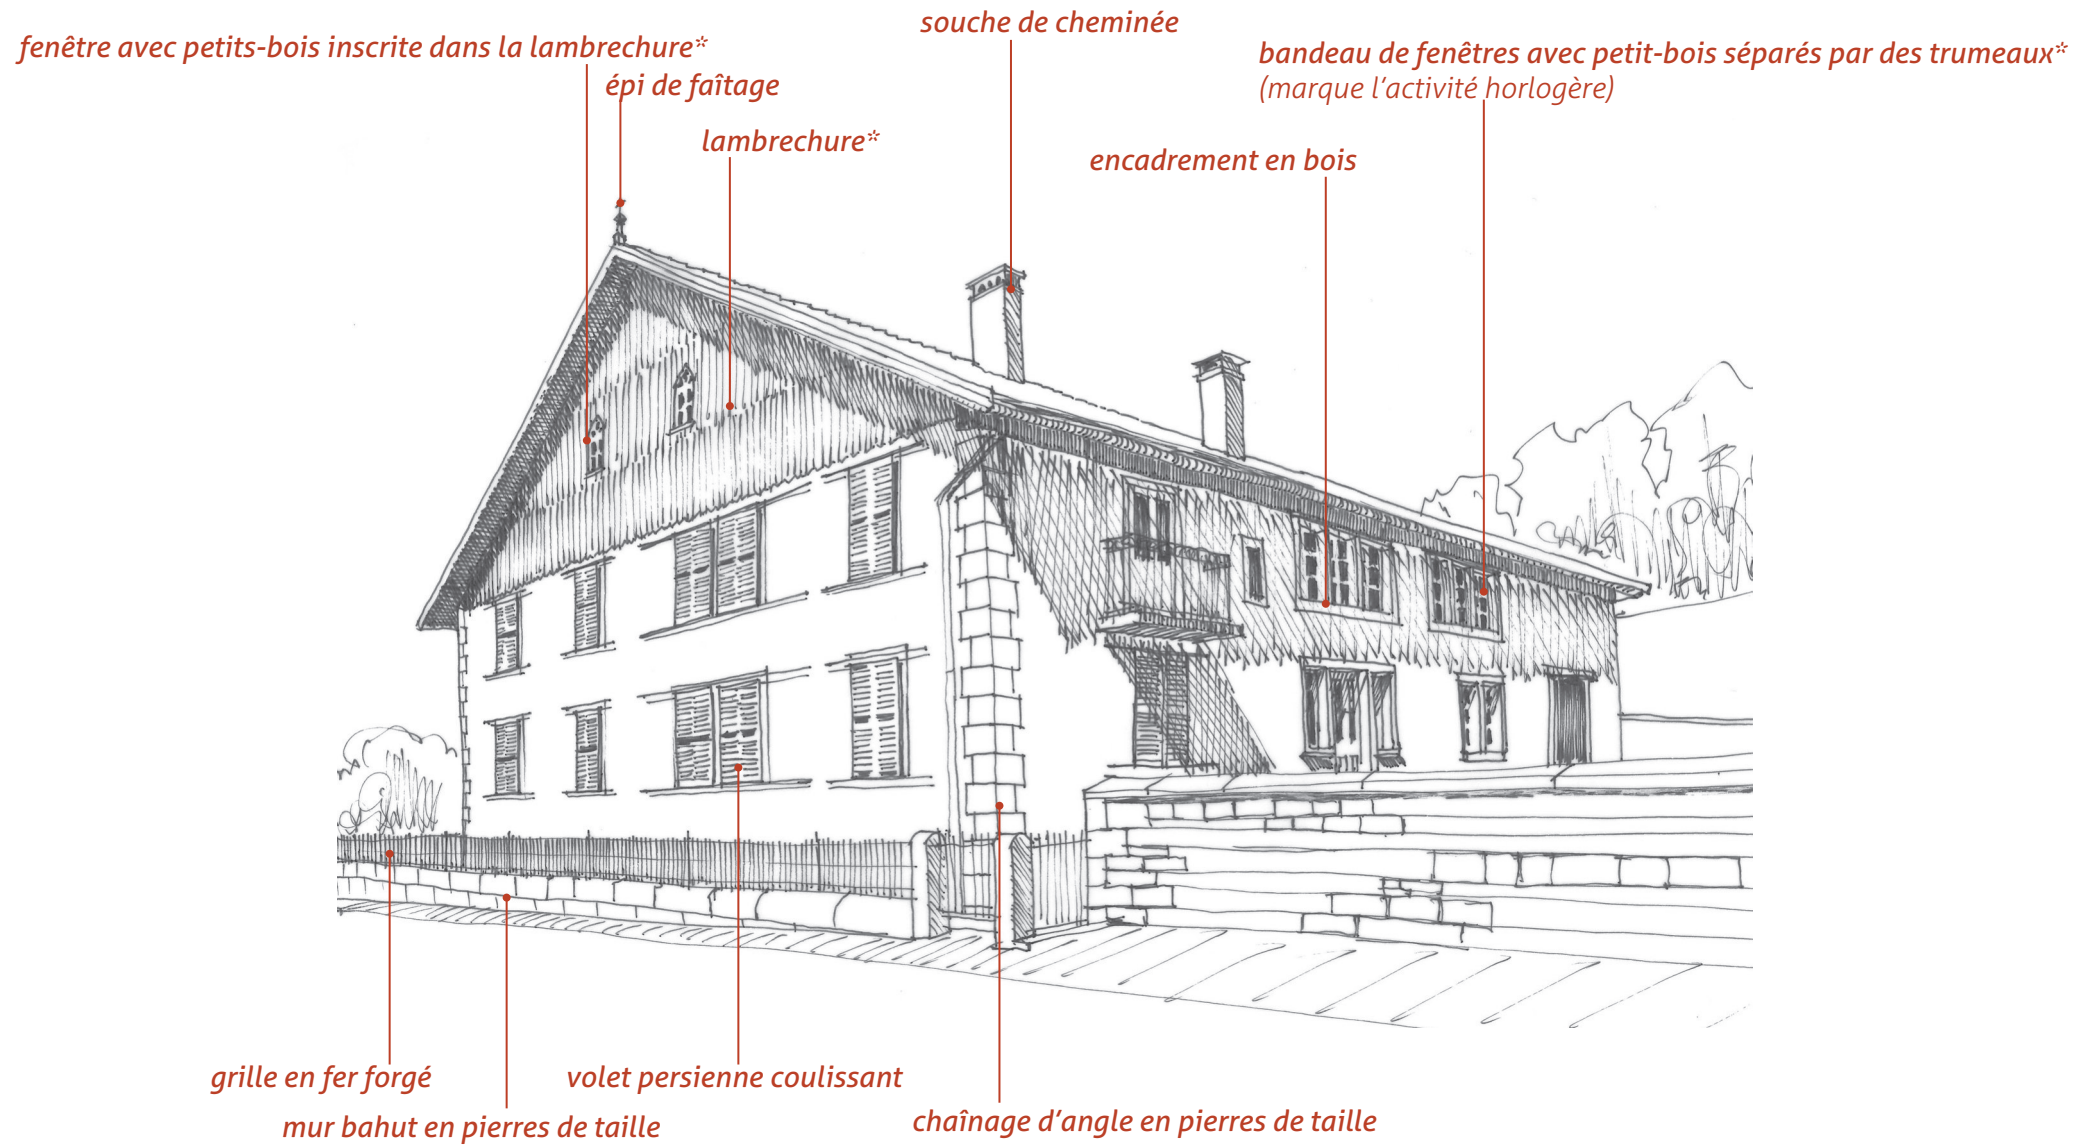 souche de cheminée
fenêtre avec petits-bois inscrite dans la lambrechure*
bandeau de fenêtres avec petit-bois séparés par des trumeaux*
(marque l’activité horlogère)
épi de faîtage
lambrechure*
encadrement en bois
grille en fer forgé
volet persienne coulissant
mur bahut en pierres de taille
chaînage d’angle en pierres de taille